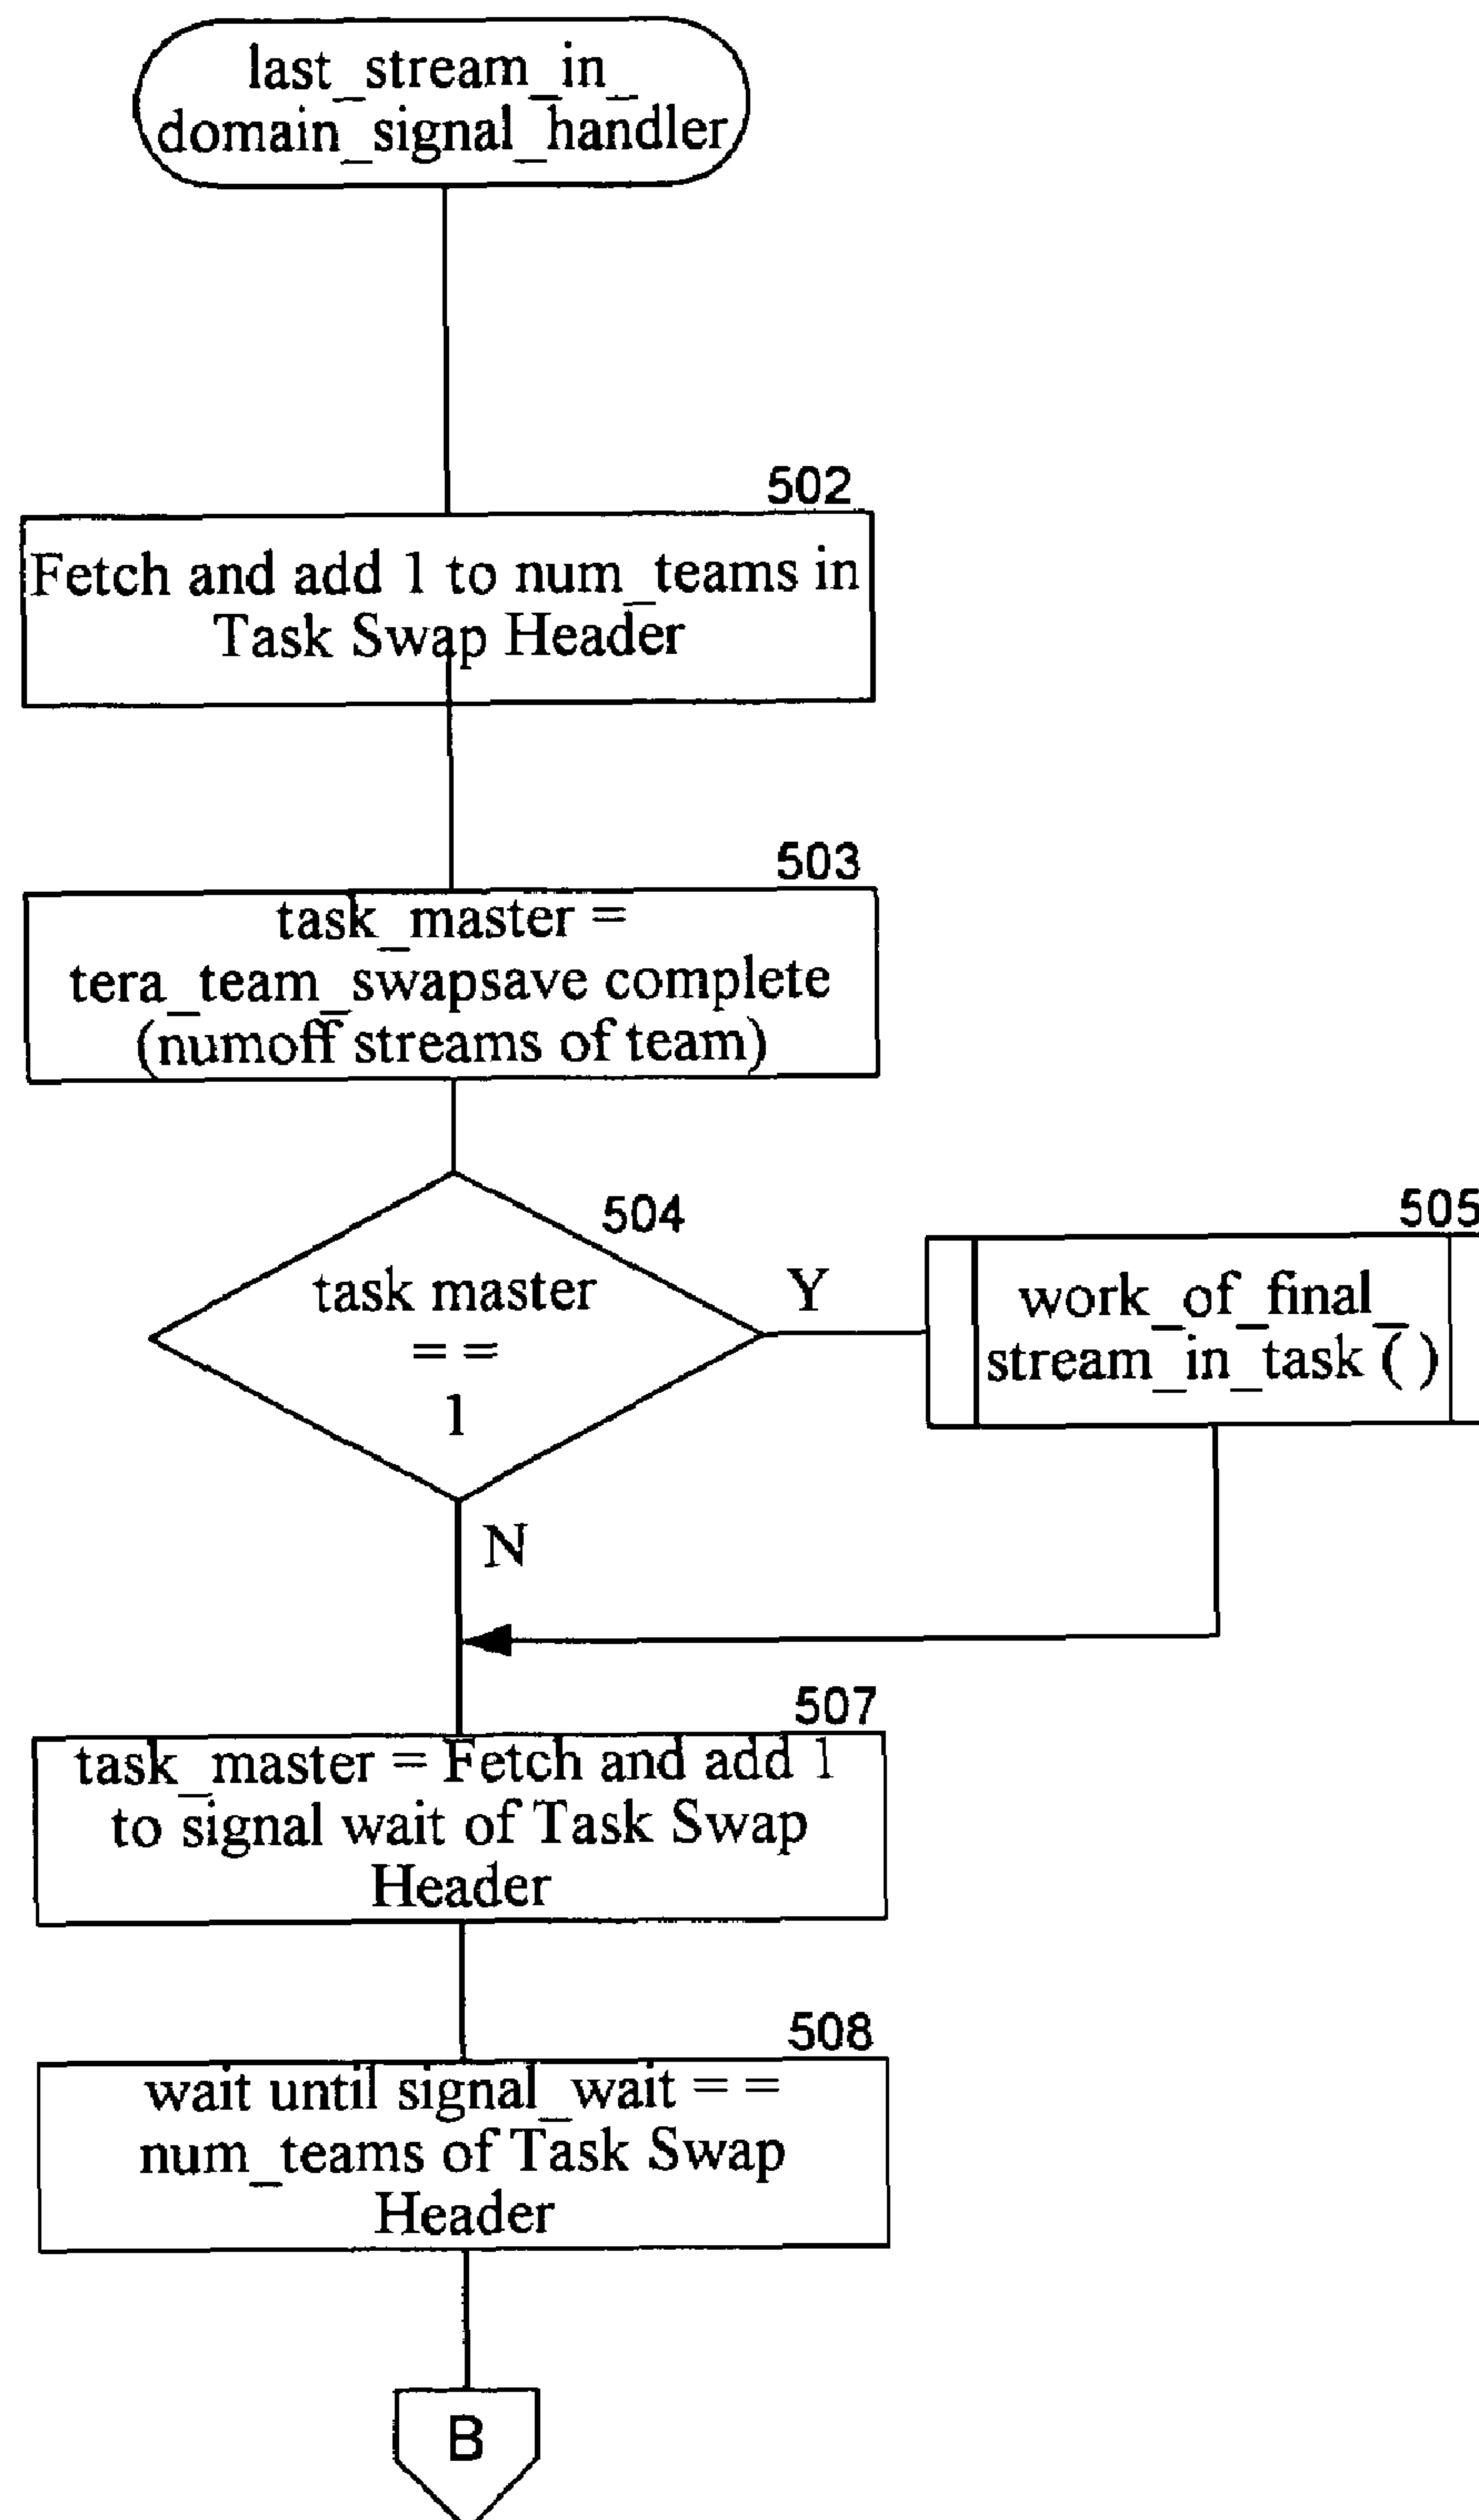 last_stream_in_
domain_signal_handler
502
Fetch and add 1 to num_teams in
Task Swap Header
503
task_master =
tera_team_swapsave complete
(numoff streams of team)
504
task master
==
1
Y
505
work_of_final_
stream_in_task ()
N
507
task_master = Fetch and add 1
to signal wait of Task Swap
Header
508
wait until signal_wait ==
num_teams of Task Swap
Header
B